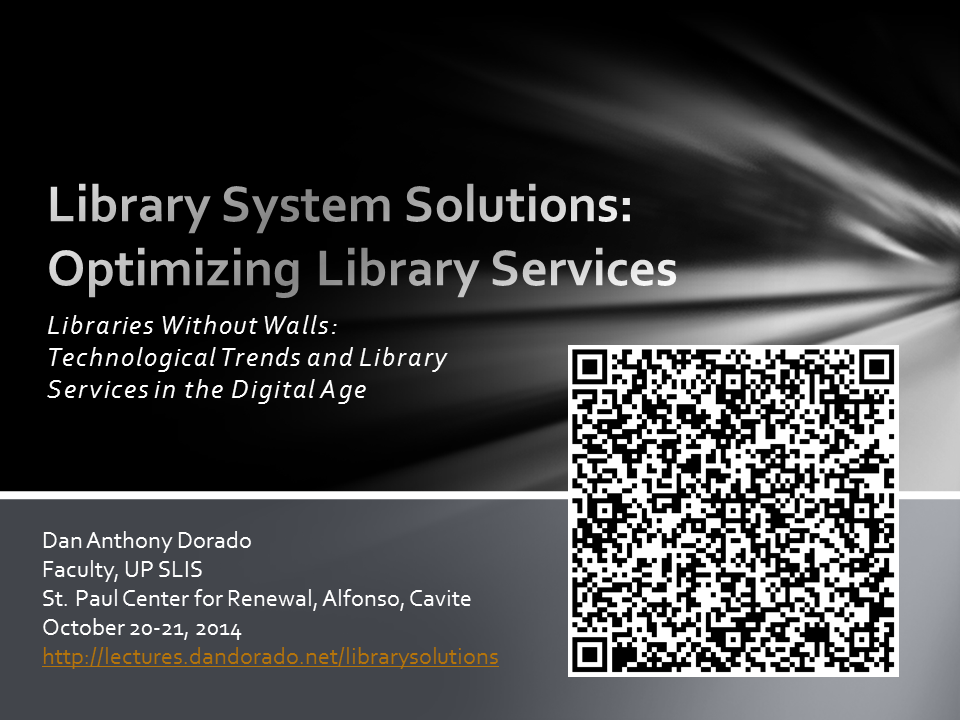 Library System Solutions:
Optimizing Library Services
Libraries Without Walls:
Technological Trends and Library
Services in the Digital Age
Dan Anthony Dorado
Faculty, UP SLIS
St. Paul Center for Renewal, Alfonso, Cavite
October 20-21, 2014
http://lectures.dandorado.net/librarysolutions